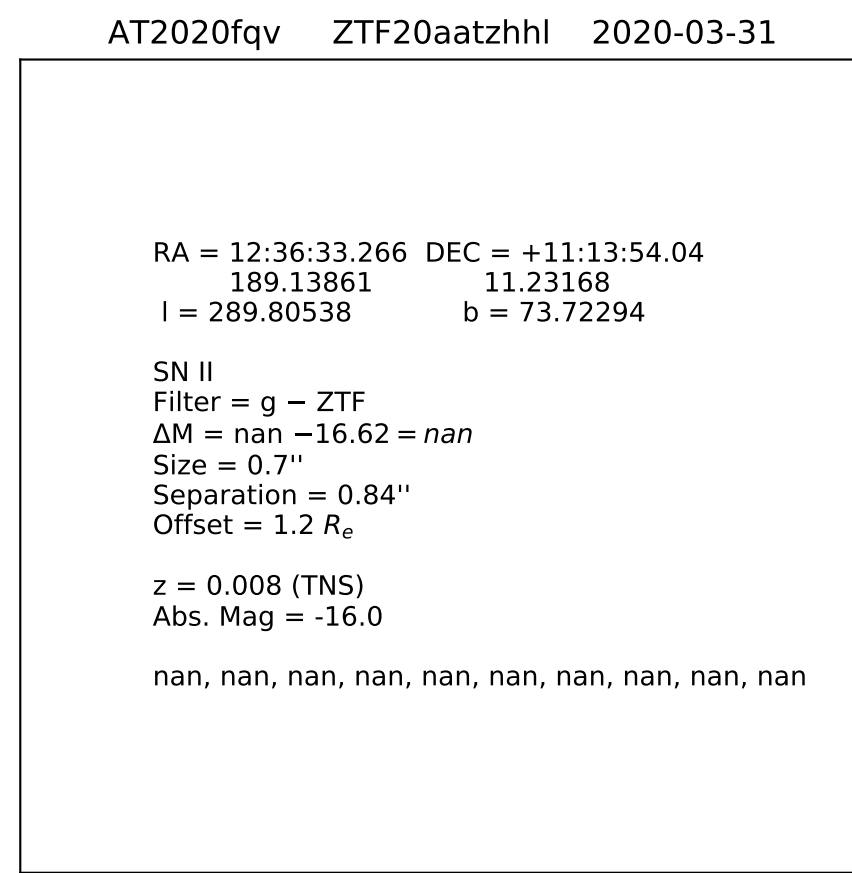 AT2020fqv ZTF20aatzhhl 2020-03-31
RA = 12:36:33.266 DEC = +11:13:54.04
189.13861 11.23168
l = 289.80538 b = 73.72294
SN II
Filter = g − ZTF
ΔM = nan −16.62 = nan
Size = 0.7''
Separation = 0.84''
Offset = 1.2 Rₑ
z = 0.008 (TNS)
Abs. Mag = -16.0
nan, nan, nan, nan, nan, nan, nan, nan, nan, nan